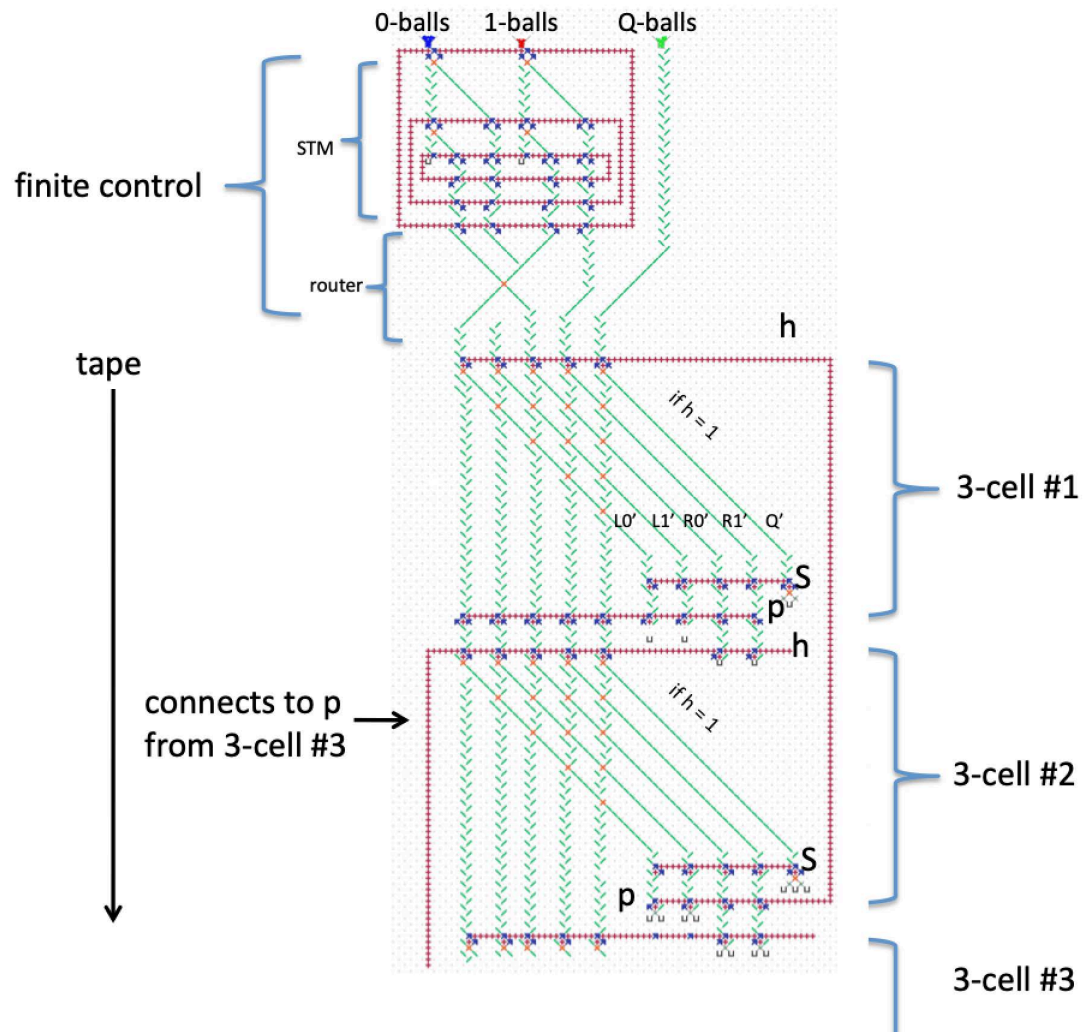 0-balls 1-balls Q-balls
STM
finite control
router
h
tape
if h = 1
3-cell #1
L0' L1' R0' R1' Q'
S
p
h
if h = 1
connects to p
from 3-cell #3
3-cell #2
S
p
3-cell #3